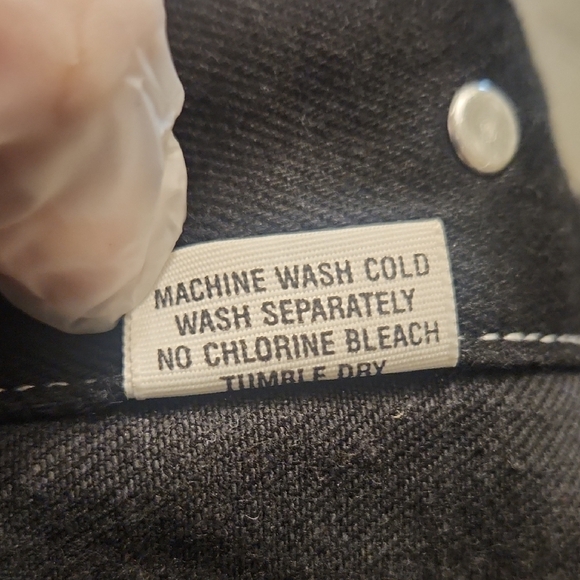 MACHINE WASH COLD
WASH SEPARATELY
NO CHLORINE BLEACH
TUMBLE DRY